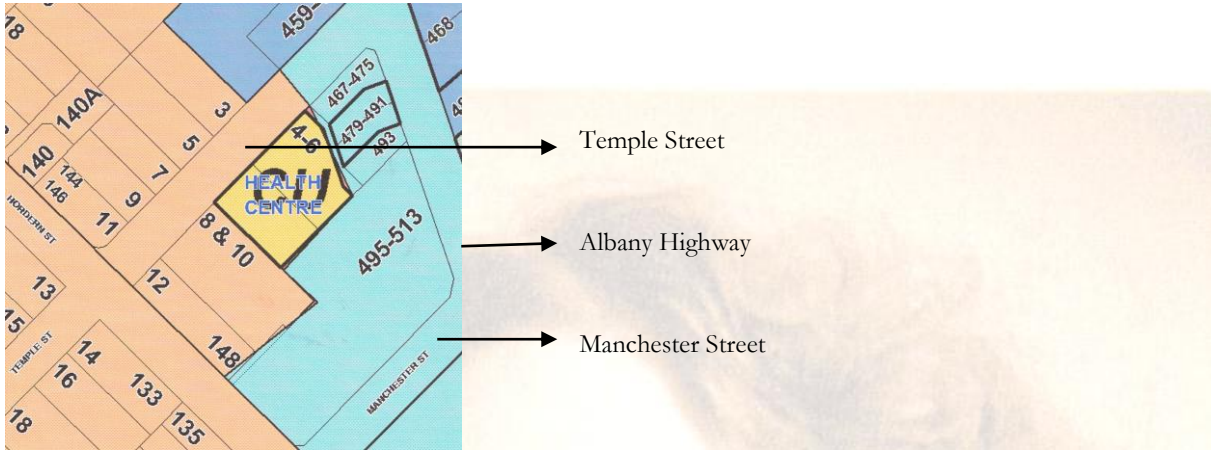 18
459-
468
140A
3
467-475
479-491
493
4-6
5
140
144
146
7
9
11
HEALTH
CENTRE
CU
HORDERN ST
8 & 10
495-513
12
13
15
TEMPLE ST
148
14
16
133
135
18
MANCHESTER ST
Temple Street
Albany Highway
Manchester Street